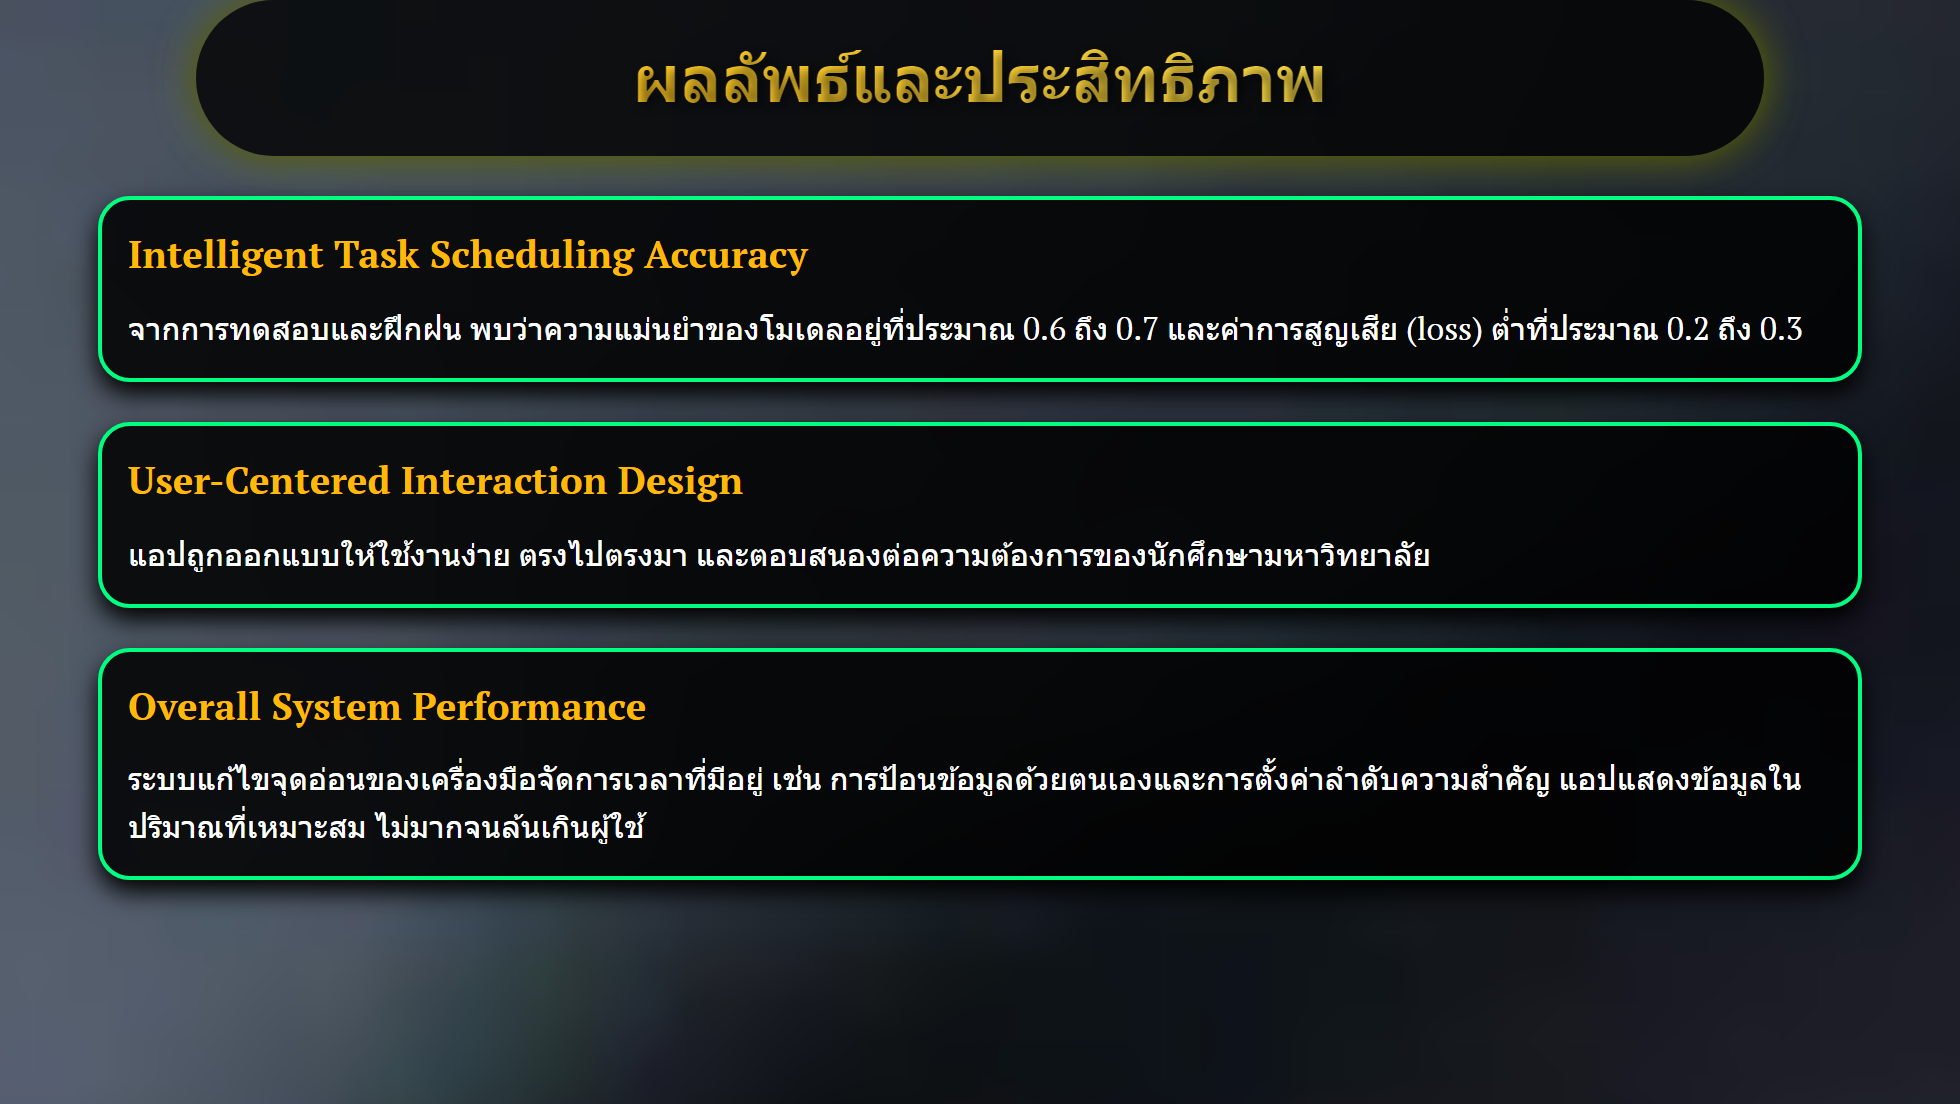 ผลลัพธ์และประสิทธิภาพ
Intelligent Task Scheduling Accuracy
จากการทดสอบและฝึกฝน พบว่าความแม่นยำของโมเดลอยู่ที่ประมาณ 0.6 ถึง 0.7 และค่าการสูญเสีย (loss) ต่ำที่ประมาณ 0.2 ถึง 0.3
User-Centered Interaction Design
แอปถูกออกแบบให้ใช้งานง่าย ตรงไปตรงมา และตอบสนองต่อความต้องการของนักศึกษามหาวิทยาลัย
Overall System Performance
ระบบแก้ไขจุดอ่อนของเครื่องมือจัดการเวลาที่มีอยู่ เช่น การป้อนข้อมูลด้วยตนเองและการตั้งค่าลำดับความสำคัญ แอปแสดงข้อมูลใน
ปริมาณที่เหมาะสม ไม่มากจนล้นเกินผู้ใช้